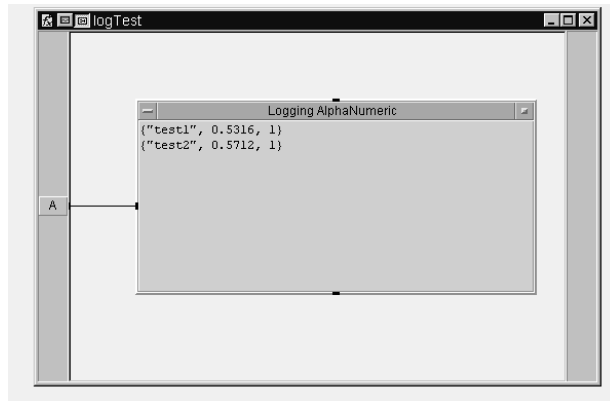 logTest
Logging AlphaNumeric
{"test1", 0.5316, 1}
{"test2", 0.5712, 1}
A